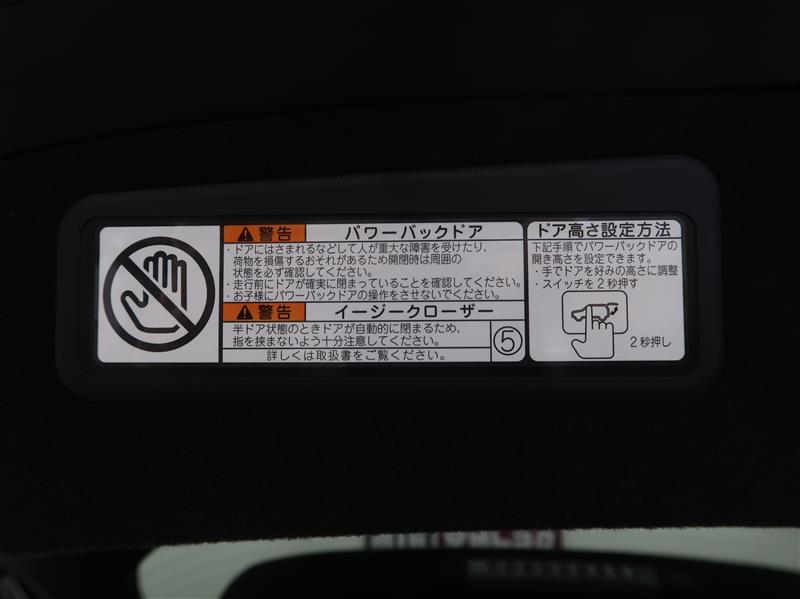 警告 パワーバックドア
・ドアにはさまれるなどして人が重大な障害を受けたり、
荷物を損傷するおそれがあるため開閉時は周囲の
状態を必ず確認してください。
・走行前にドアが確実に閉まっていることを確認してください。
・お子様にパワーバックドアの操作をさせないでください。
警告 イージークローザー
半ドア状態のときドアが自動的に閉まるため、
指を挟まないよう十分注意してください。
⑤
詳しくは取扱書をご覧ください。
ドア高さ設定方法
下記手順でパワーバックドアの
開き高さを設定できます。
・手でドアを好みの高さに調整
・スイッチを2秒押す
2秒押し